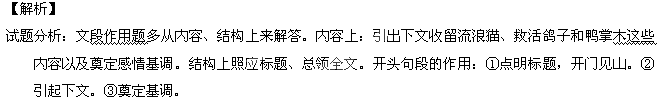 【解析】
试题分析：文段作用题多从内容、结构上来解答。内容上：引出下文收留流浪猫、救活鸽子和鸭掌木这些
内容以及奠定感情基调。结构上照应标题、总领全文。开头句段的作用：①点明标题，开门见山。②
引起下文。③奠定基调。